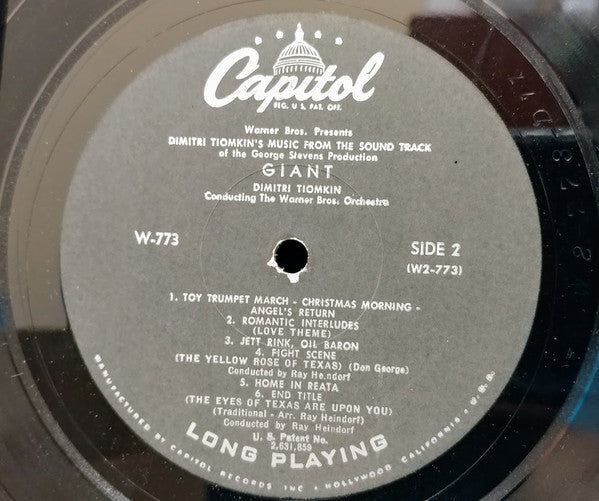 Capitol
REG. U. S. PAT. OFF.
Warner Bros. Presents
DIMITRI TIOMKIN'S MUSIC FROM THE SOUND TRACK
of the George Stevens Production
GIANT
DIMITRI TIOMKIN
Conducting The Warner Bros. Orchestra
W-773
SIDE 2
(W2-773)
1. TOY TRUMPET MARCH - CHRISTMAS MORNING -
ANGEL'S RETURN
2. ROMANTIC INTERLUDES
(LOVE THEME)
3. JETT RINK, OIL BARON
4. FIGHT SCENE
(THE YELLOW ROSE OF TEXAS) (Don George)
Conducted by Ray Heindorf
5. HOME IN REATA
6. END TITLE
(THE EYES OF TEXAS ARE UPON YOU)
(Traditional - Arr. Ray Heindorf)
Conducted by Ray Heindorf
U. S. Patent No.
2,631,859
LONG PLAYING
MANUFACTURED BY CAPITOL RECORDS INC • HOLLYWOOD CALIFORNIA • U.S.A.